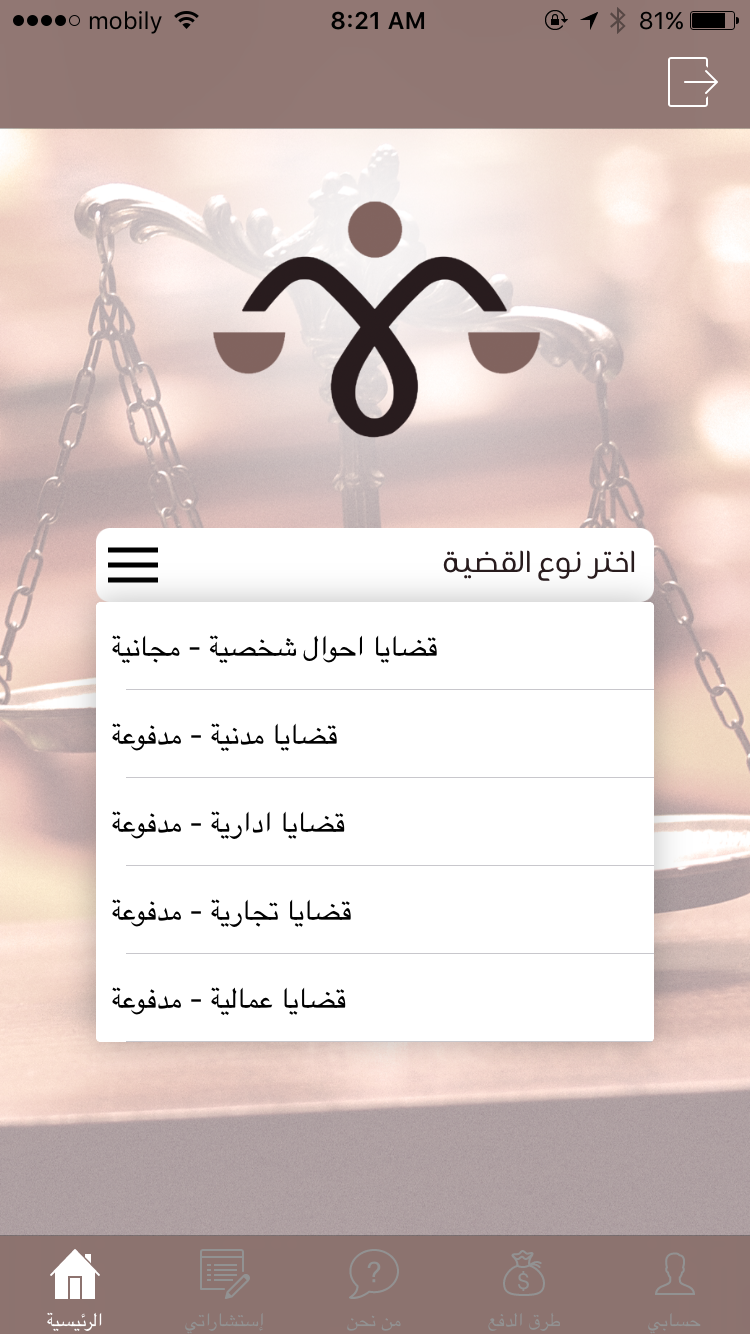 mobily 8:21 AM 81%
اختر نوع القضية
قضايا احوال شخصية - مجانية
قضايا مدنية - مدفوعة
قضايا ادارية - مدفوعة
قضايا تجارية - مدفوعة
قضايا عمالية - مدفوعة
الرئيسية
إستشاراتي
من نحن
طرق الدفع
حسابي